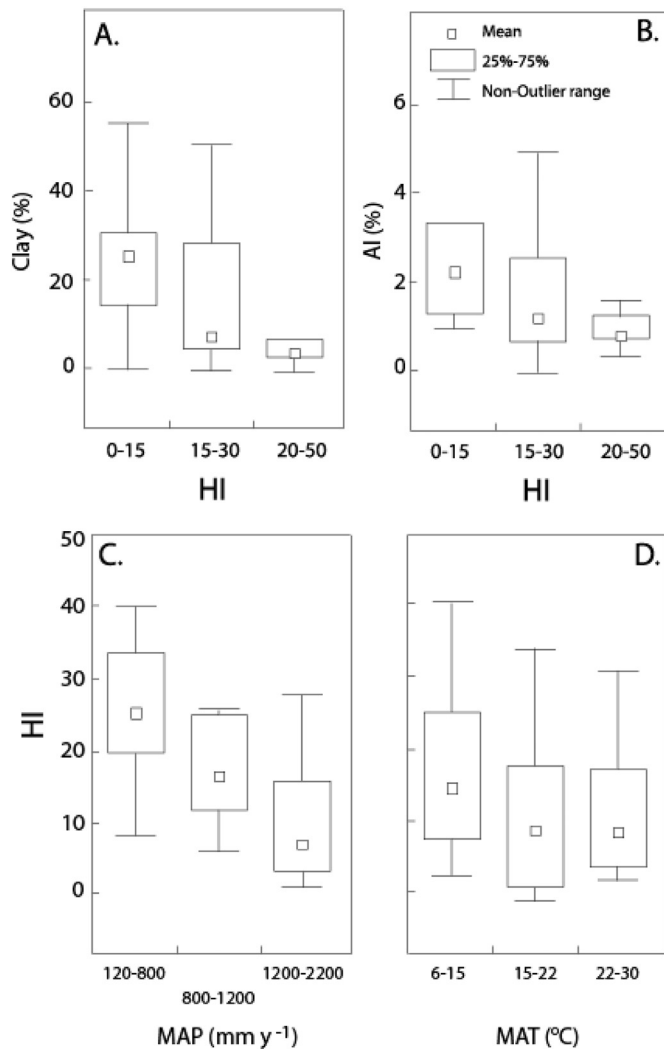 A.
60
40
20
0
Clay (%)
0-15 15-30 20-50
HI
B.
Mean
25%-75%
Non-Outlier range
6
4
2
0
Al (%)
0-15 15-30 20-50
HI
C.
50
40
30
20
10
0
HI
120-800 1200-2200
800-1200
MAP (mm y -1)
D.
6-15 15-22 22-30
MAT (ºC)